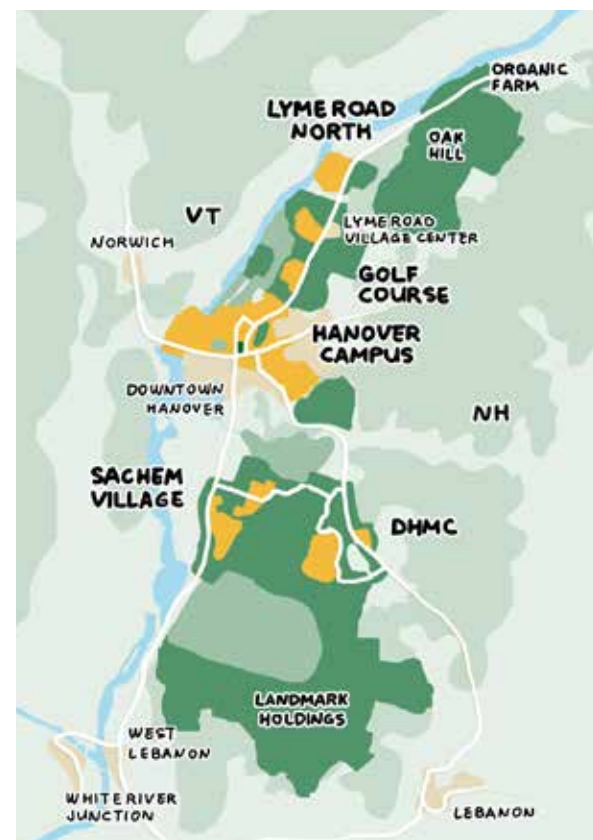 ORGANIC
FARM
LYME ROAD
NORTH
OAK
HILL
VT
LYME ROAD
VILLAGE CENTER
NORWICH
GOLF
COURSE
HANOVER
CAMPUS
DOWNTOWN
HANOVER
NH
SACHEM
VILLAGE
DHMC
LANDMARK
HOLDINGS
WEST
LEBANON
WHITE RIVER
JUNCTION
LEBANON